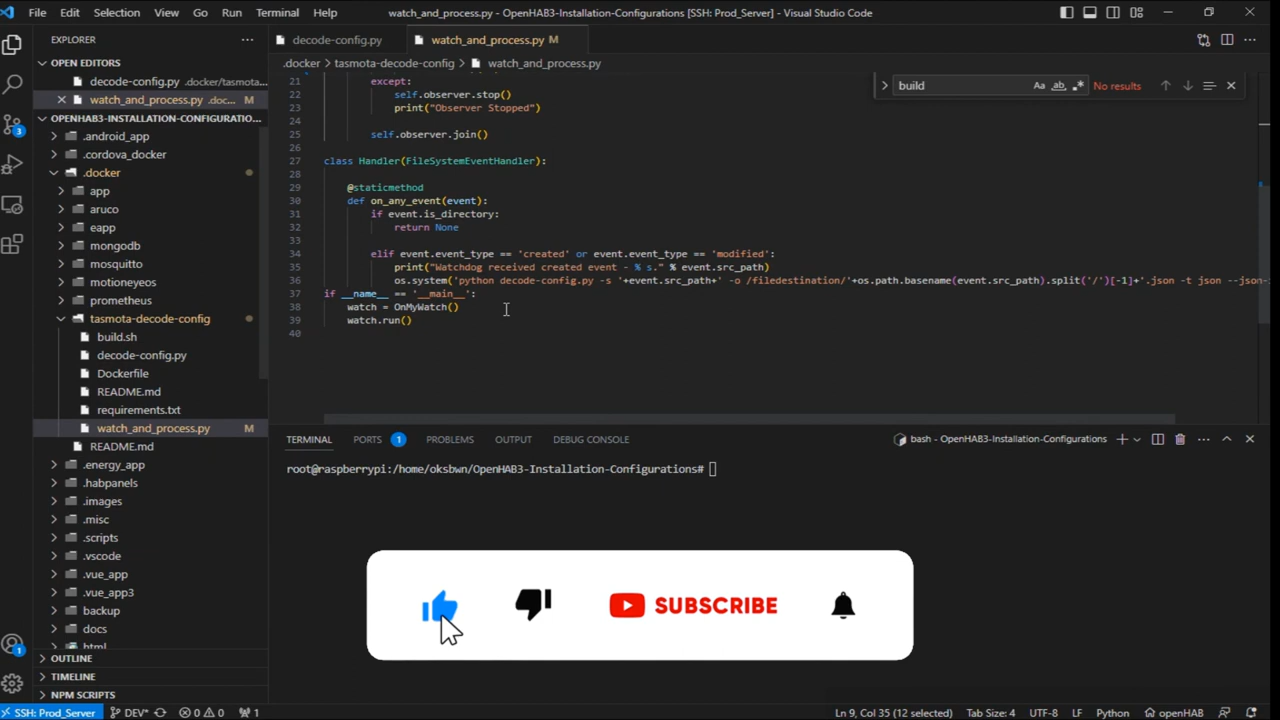 File Edit Selection View Go Run Terminal Help
watch_and_process.py - OpenHAB3-Installation-Configurations [SSH: Prod_Server] - Visual Studio Code
EXPLORER
OPEN EDITORS
decode-config.py .docker/tasmota...
watch_and_process.py .doc... M
OPENHAB3-INSTALLATION-CONFIGURATIO...
.android_app
.cordova_docker
.docker
app
aruco
eapp
mongodb
mosquitto
motioneyeos
prometheus
tasmota-decode-config
build.sh
decode-config.py
Dockerfile
README.md
requirements.txt
watch_and_process.py M
README.md
.energy_app
.habpanels
.images
.misc
.scripts
.vscode
.vue_app
.vue_app3
backup
docs
html
OUTLINE
TIMELINE
NPM SCRIPTS
3
1
decode-config.py
watch_and_process.py M
.docker > tasmota-decode-config > watch_and_process.py
build
Aa ab No results
21 except:
22 self.observer.stop()
23 print("Observer Stopped")
24
25 self.observer.join()
26
27 class Handler(FileSystemEventHandler):
28
29 @staticmethod
30 def on_any_event(event):
31 if event.is_directory:
32 return None
33
34 elif event.event_type == 'created' or event.event_type == 'modified':
35 print("Watchdog received created event - % s." % event.src_path)
36 os.system('python decode-config.py -s '+event.src_path+' -o /filedestination/'+os.path.basename(event.src_path).split('/')[-1]+'.json -t json --json-
37 if __name__ == '__main__':
38 watch = OnMyWatch()
39 watch.run()
40
TERMINAL PORTS 1 PROBLEMS OUTPUT DEBUG CONSOLE
bash - OpenHAB3-Installation-Configurations
root@raspberrypi:/home/oksbwn/OpenHAB3-Installation-Configurations#
SUBSCRIBE
SSH: Prod_Server DEV* 0 0 1
Ln 9, Col 35 (12 selected) Tab Size: 4 UTF-8 LF Python openHAB